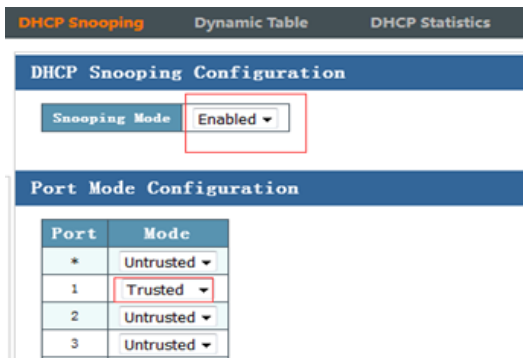 DHCP Snooping Dynamic Table DHCP Statistics
DHCP Snooping Configuration
Snooping Mode Enabled
Port Mode Configuration
Port Mode
* Untrusted
1 Trusted
2 Untrusted
3 Untrusted